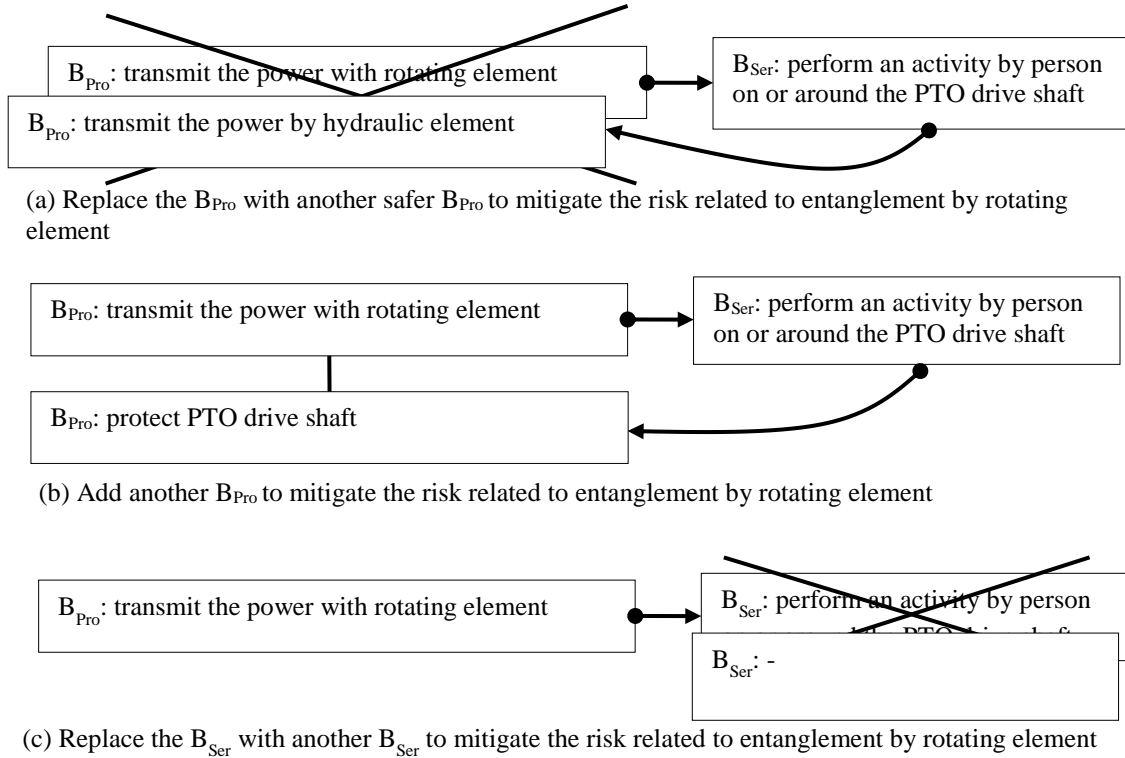 B_Pro: transmit the power with rotating element
B_Ser: perform an activity by person
on or around the PTO drive shaft
B_Pro: transmit the power by hydraulic element
(a) Replace the B_Pro with another safer B_Pro to mitigate the risk related to entanglement by rotating
element
B_Pro: transmit the power with rotating element
B_Ser: perform an activity by person
on or around the PTO drive shaft
B_Pro: protect PTO drive shaft
(b) Add another B_Pro to mitigate the risk related to entanglement by rotating element
B_Pro: transmit the power with rotating element
B_Ser: perform an activity by person
the PTO drive shaft
B_Ser: -
(c) Replace the B_Ser with another B_Ser to mitigate the risk related to entanglement by rotating element